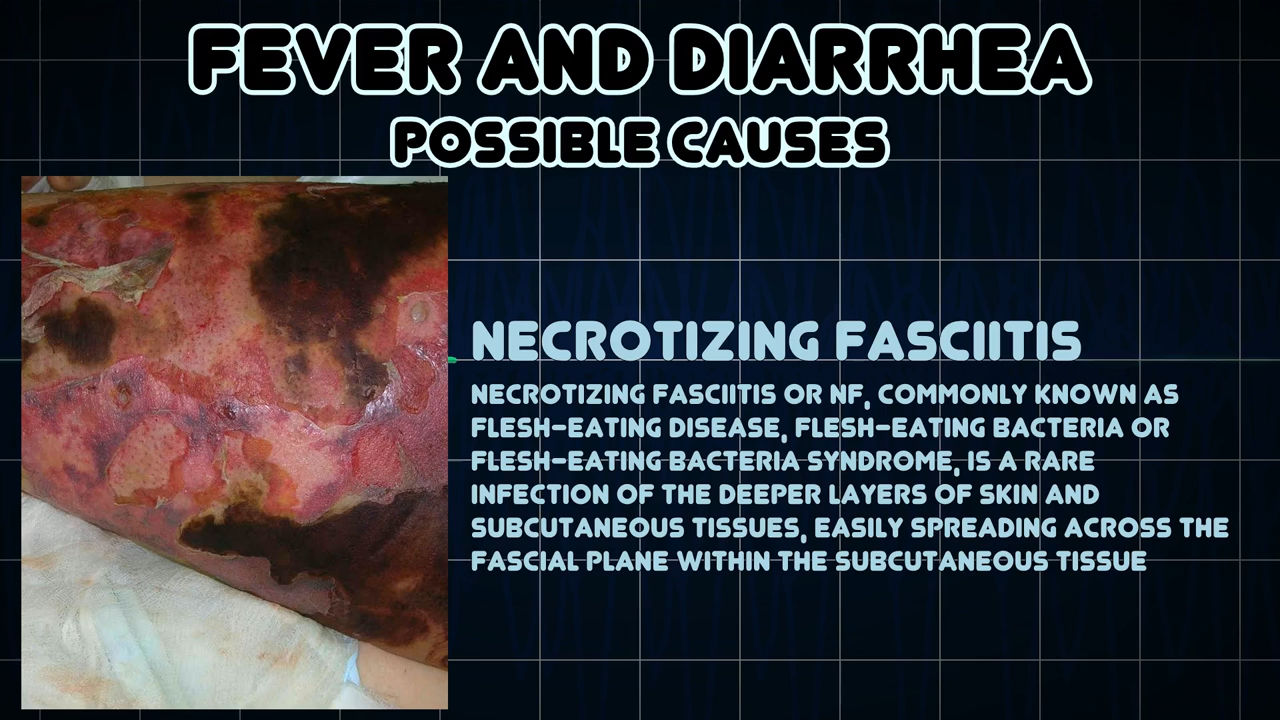 FEVER AND DIARRHEA
POSSIBLE CAUSES
NECROTIZING FASCIITIS
NECROTIZING FASCIITIS OR NF, COMMONLY KNOWN AS
FLESH-EATING DISEASE, FLESH-EATING BACTERIA OR
FLESH-EATING BACTERIA SYNDROME, IS A RARE
INFECTION OF THE DEEPER LAYERS OF SKIN AND
SUBCUTANEOUS TISSUES, EASILY SPREADING ACROSS THE
FASCIAL PLANE WITHIN THE SUBCUTANEOUS TISSUE